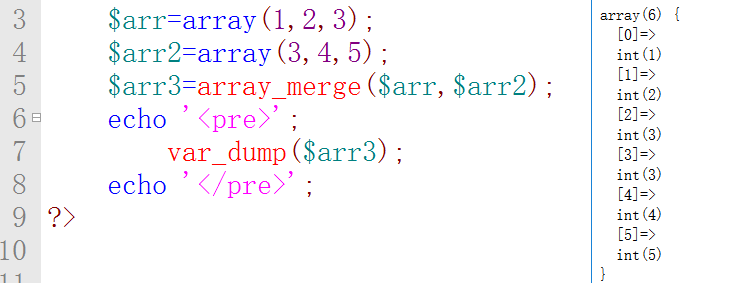 3 $arr=array(1,2,3);
4 $arr2=array(3,4,5);
5 $arr3=array_merge($arr,$arr2);
6 echo '<pre>';
7 var_dump($arr3);
8 echo '</pre>';
9 ?>
10
array(6) {
[0]=>
int(1)
[1]=>
int(2)
[2]=>
int(3)
[3]=>
int(3)
[4]=>
int(4)
[5]=>
int(5)
}